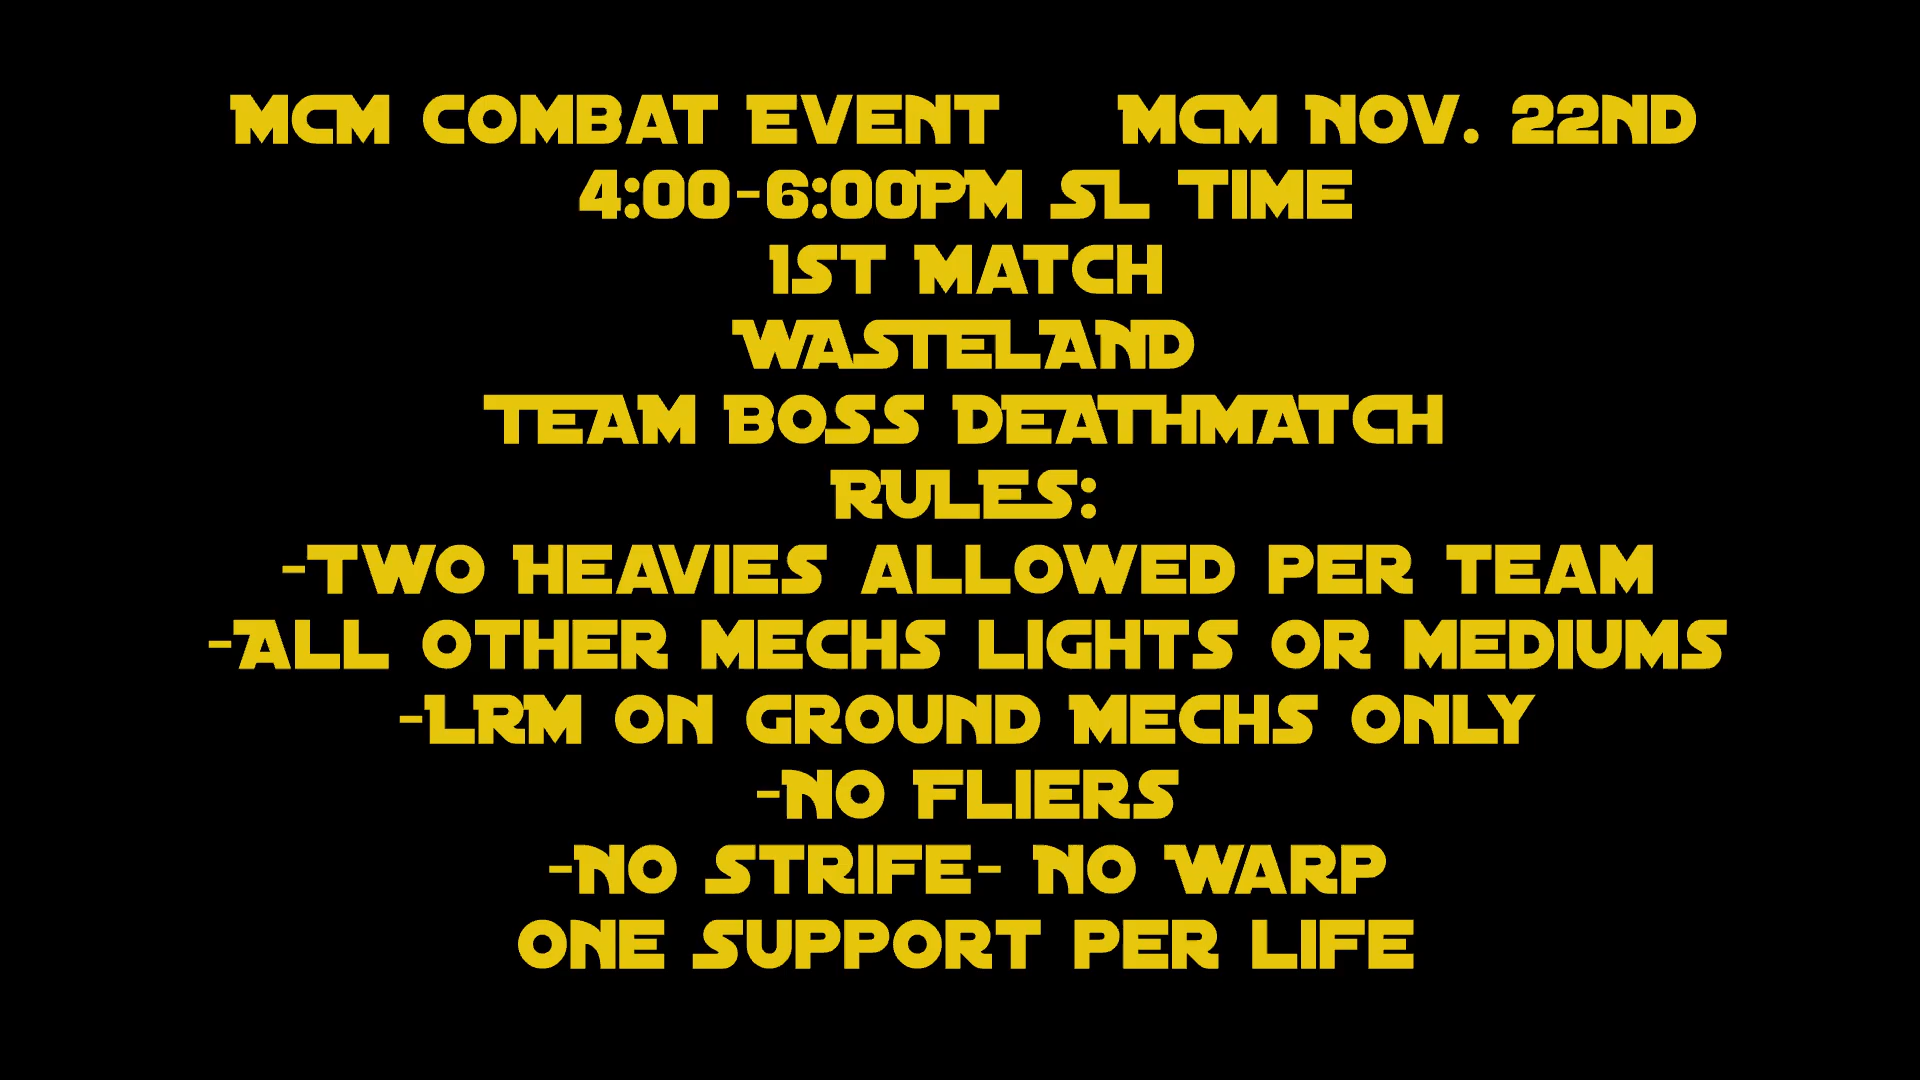 MCM COMBAT EVENT MCM NOV. 22ND
4:00-6:00PM SL TIME
1ST MATCH
WASTELAND
TEAM BOSS DEATHMATCH
RULES:
-TWO HEAVIES ALLOWED PER TEAM
-ALL OTHER MECHS LIGHTS OR MEDIUMS
-LRM ON GROUND MECHS ONLY
-NO FLIERS
-NO STRIFE- NO WARP
ONE SUPPORT PER LIFE